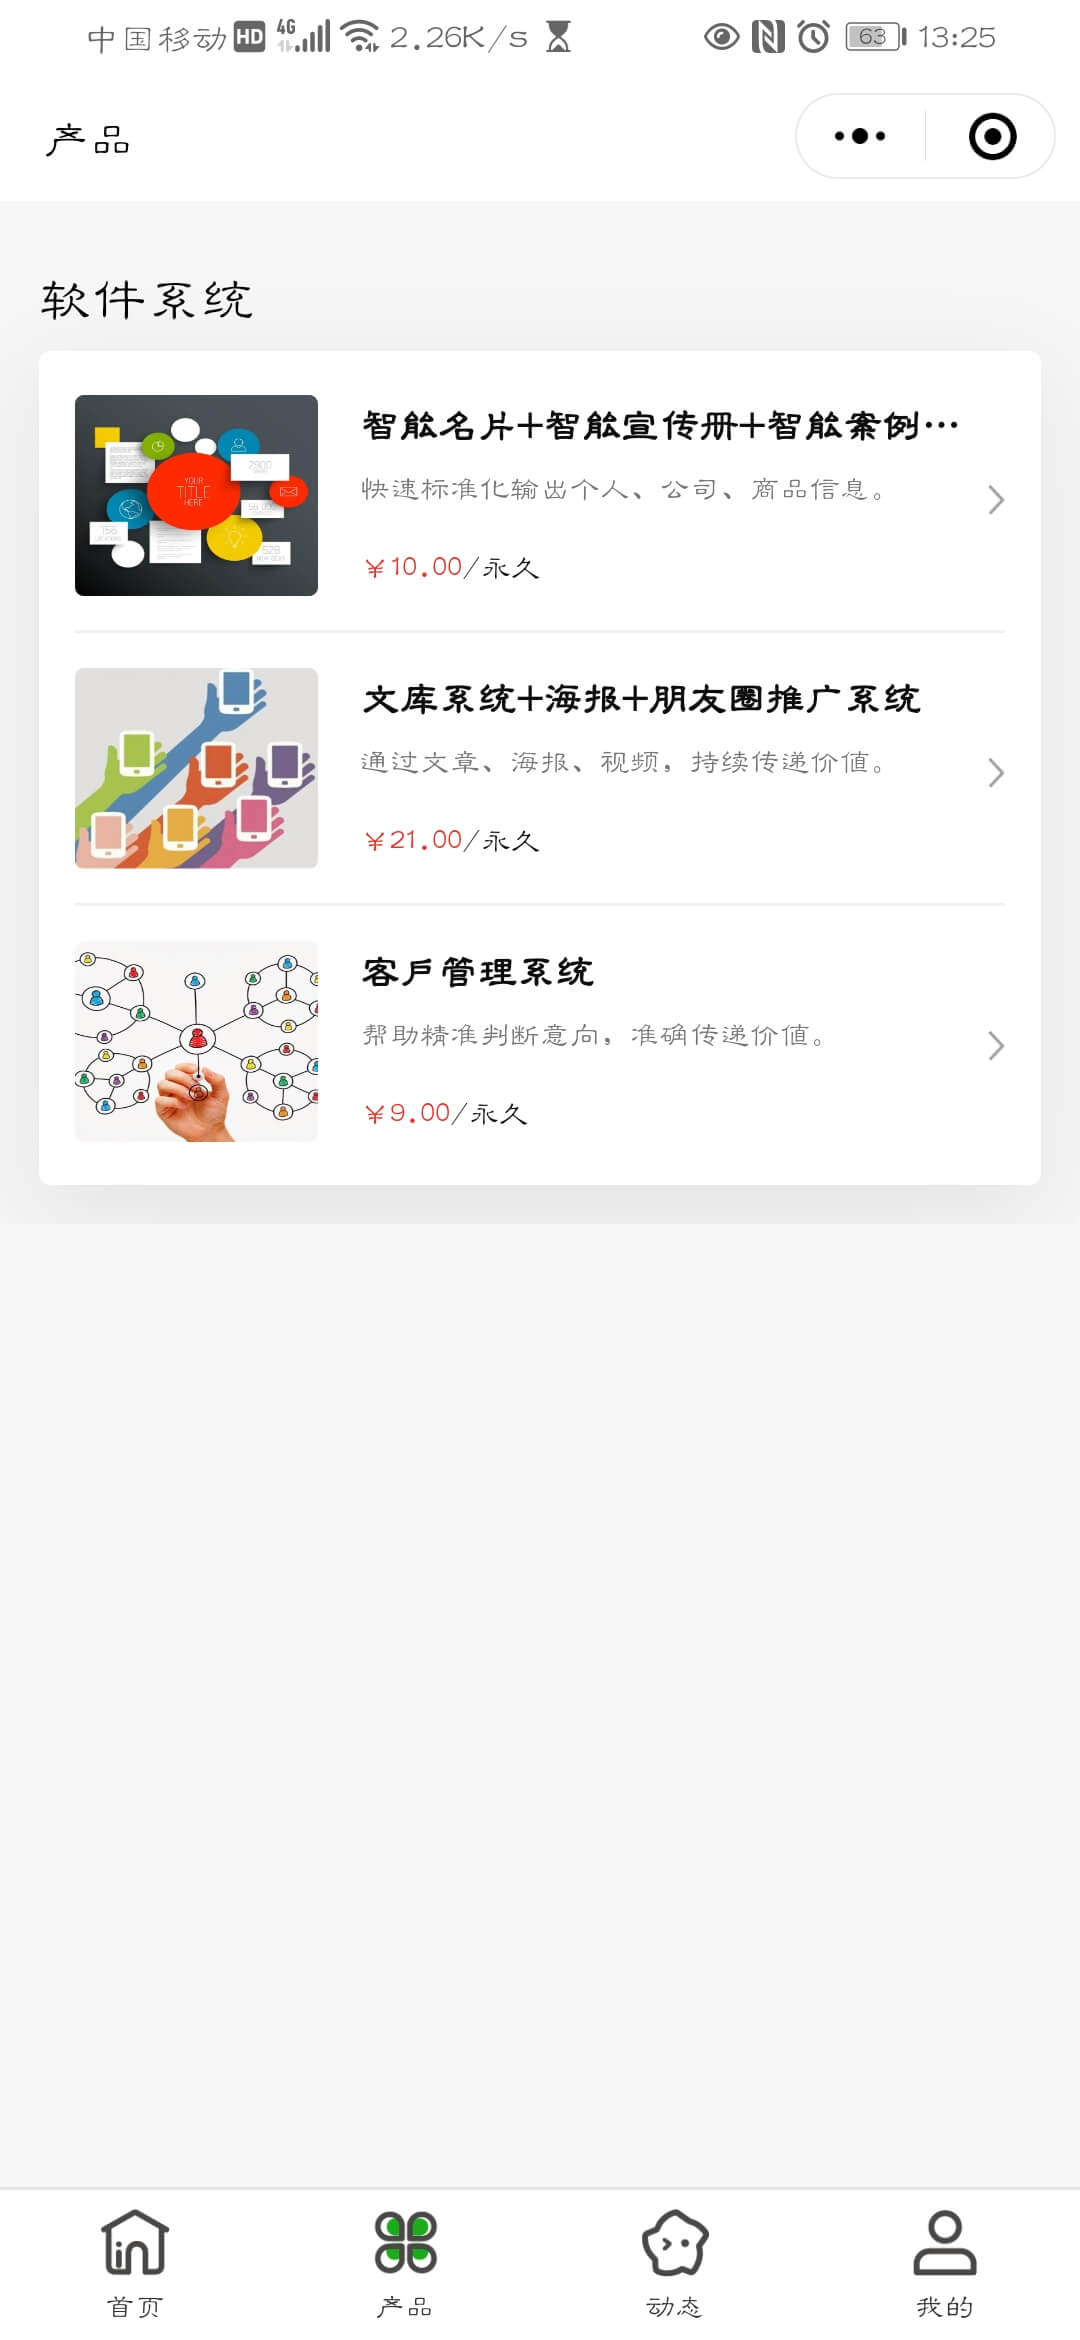 中国移动 HD 4G 2.26K/s 63 13:25
产品
软件系统
YOUR
TITLE
HERE
2900
156
528
智能名片+智能宣传册+智能案例…
快速标准化输出个人、公司、商品信息。
¥10.00/永久
文库系统+海报+朋友圈推广系统
通过文章、海报、视频，持续传递价值。
¥21.00/永久
客户管理系统
帮助精准判断意向，准确传递价值。
¥9.00/永久
首页 产品 动态 我的